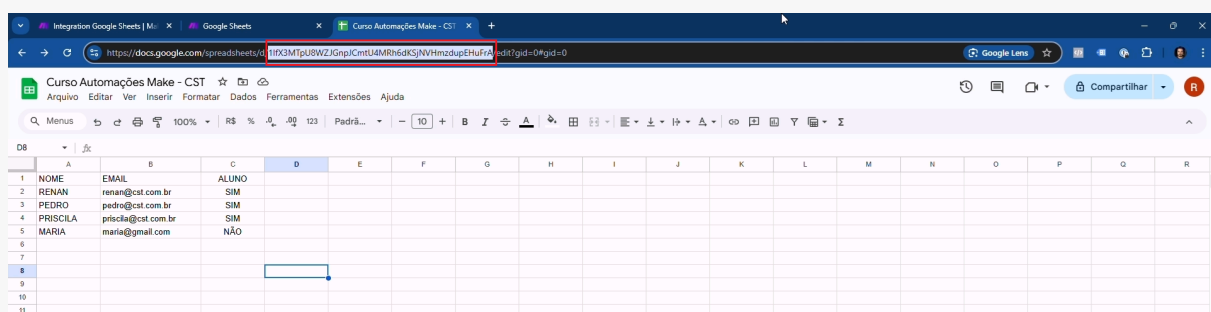 Integration Google Sheets | Ma
Google Sheets
Curso Automações Make - CST
https://docs.google.com/spreadsheets/d/1IfX3MTpU8WZJGnpJCmtU4MRh6dKSjNVHmzdupEHuFrA/edit?gid=0#gid=0
Google Lens
Curso Automações Make - CST
Arquivo Editar Ver Inserir Formatar Dados Ferramentas Extensões Ajuda
Compartilhar
R
Menus 100% R$ % .0 .00 123 Padrã... − 10 + B I A
D8 fx
A B C D E F G H I J K L M N O P Q R
1 NOME EMAIL ALUNO
2 RENAN renan@cst.com.br SIM
3 PEDRO pedro@cst.com.br SIM
4 PRISCILA priscila@cst.com.br SIM
5 MARIA maria@gmail.com NÃO
6
7
8
9
10
11